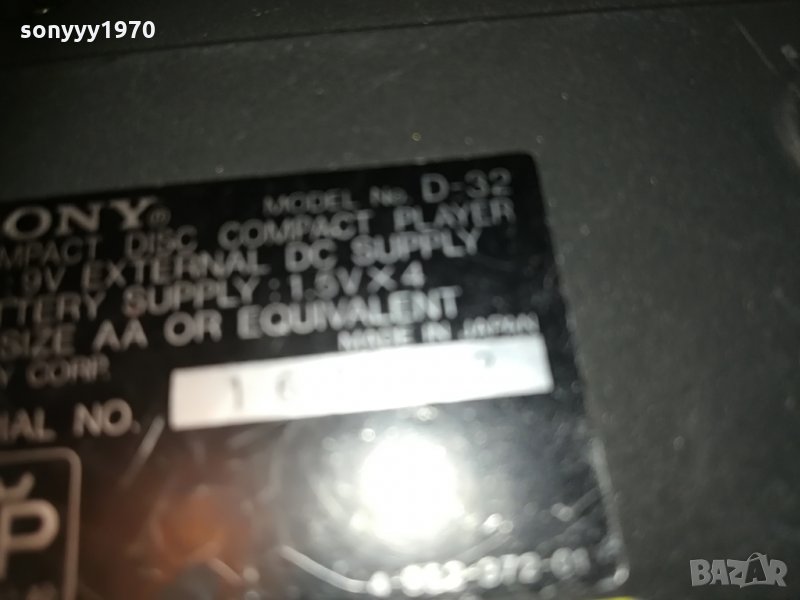 sonyyy1970
SONY®
MODEL No. D-32
COMPACT DISC COMPACT PLAYER
: 9V EXTERNAL DC SUPPLY
BATTERY SUPPLY : 1.5V X 4
SIZE AA OR EQUIVALENT
MADE IN JAPAN
Y CORP.
SERIAL NO.
P
BAZAR